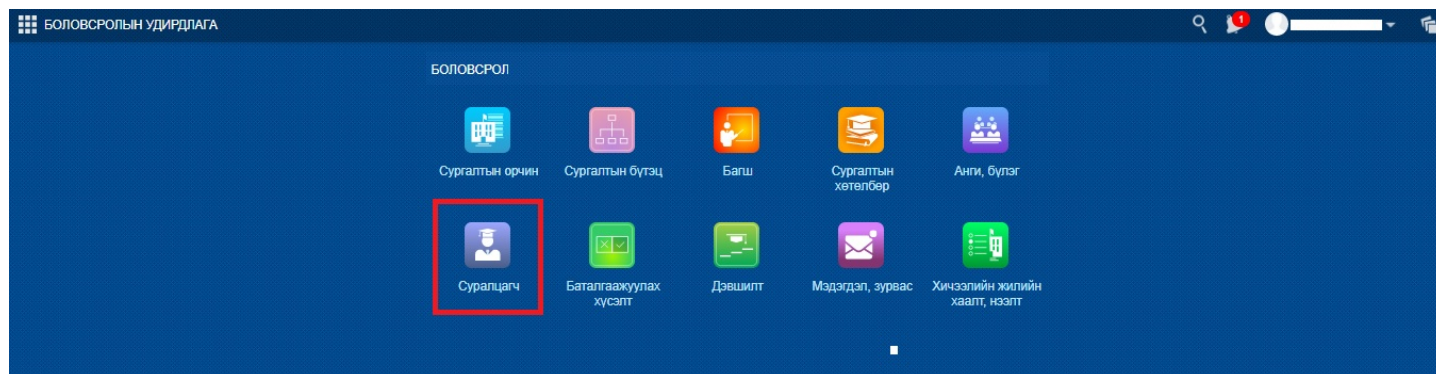 БОЛОВСРОЛЫН УДИРДЛАГА
1
БОЛОВСРОЛ
Сургалтын орчин
Сургалтын бүтэц
Багш
Сургалтын
хөтөлбөр
Анги, бүлэг
Суралцагч
Баталгаажуулах
хүсэлт
Дэвшилт
Мэдэгдэл, зурвас
Хичээлийн жилийн
хаалт, нээлт